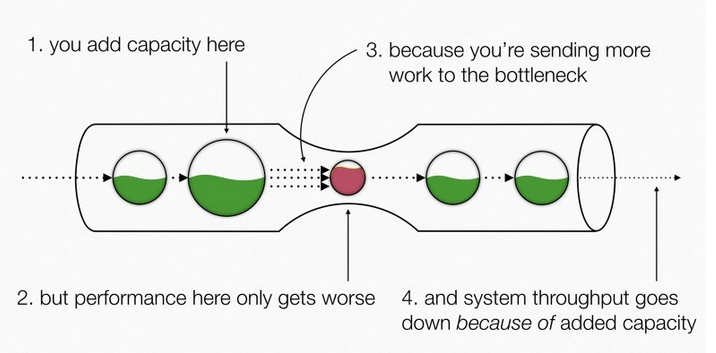 1. you add capacity here
3. because you're sending more
work to the bottleneck
2. but performance here only gets worse
4. and system throughput goes
down because of added capacity